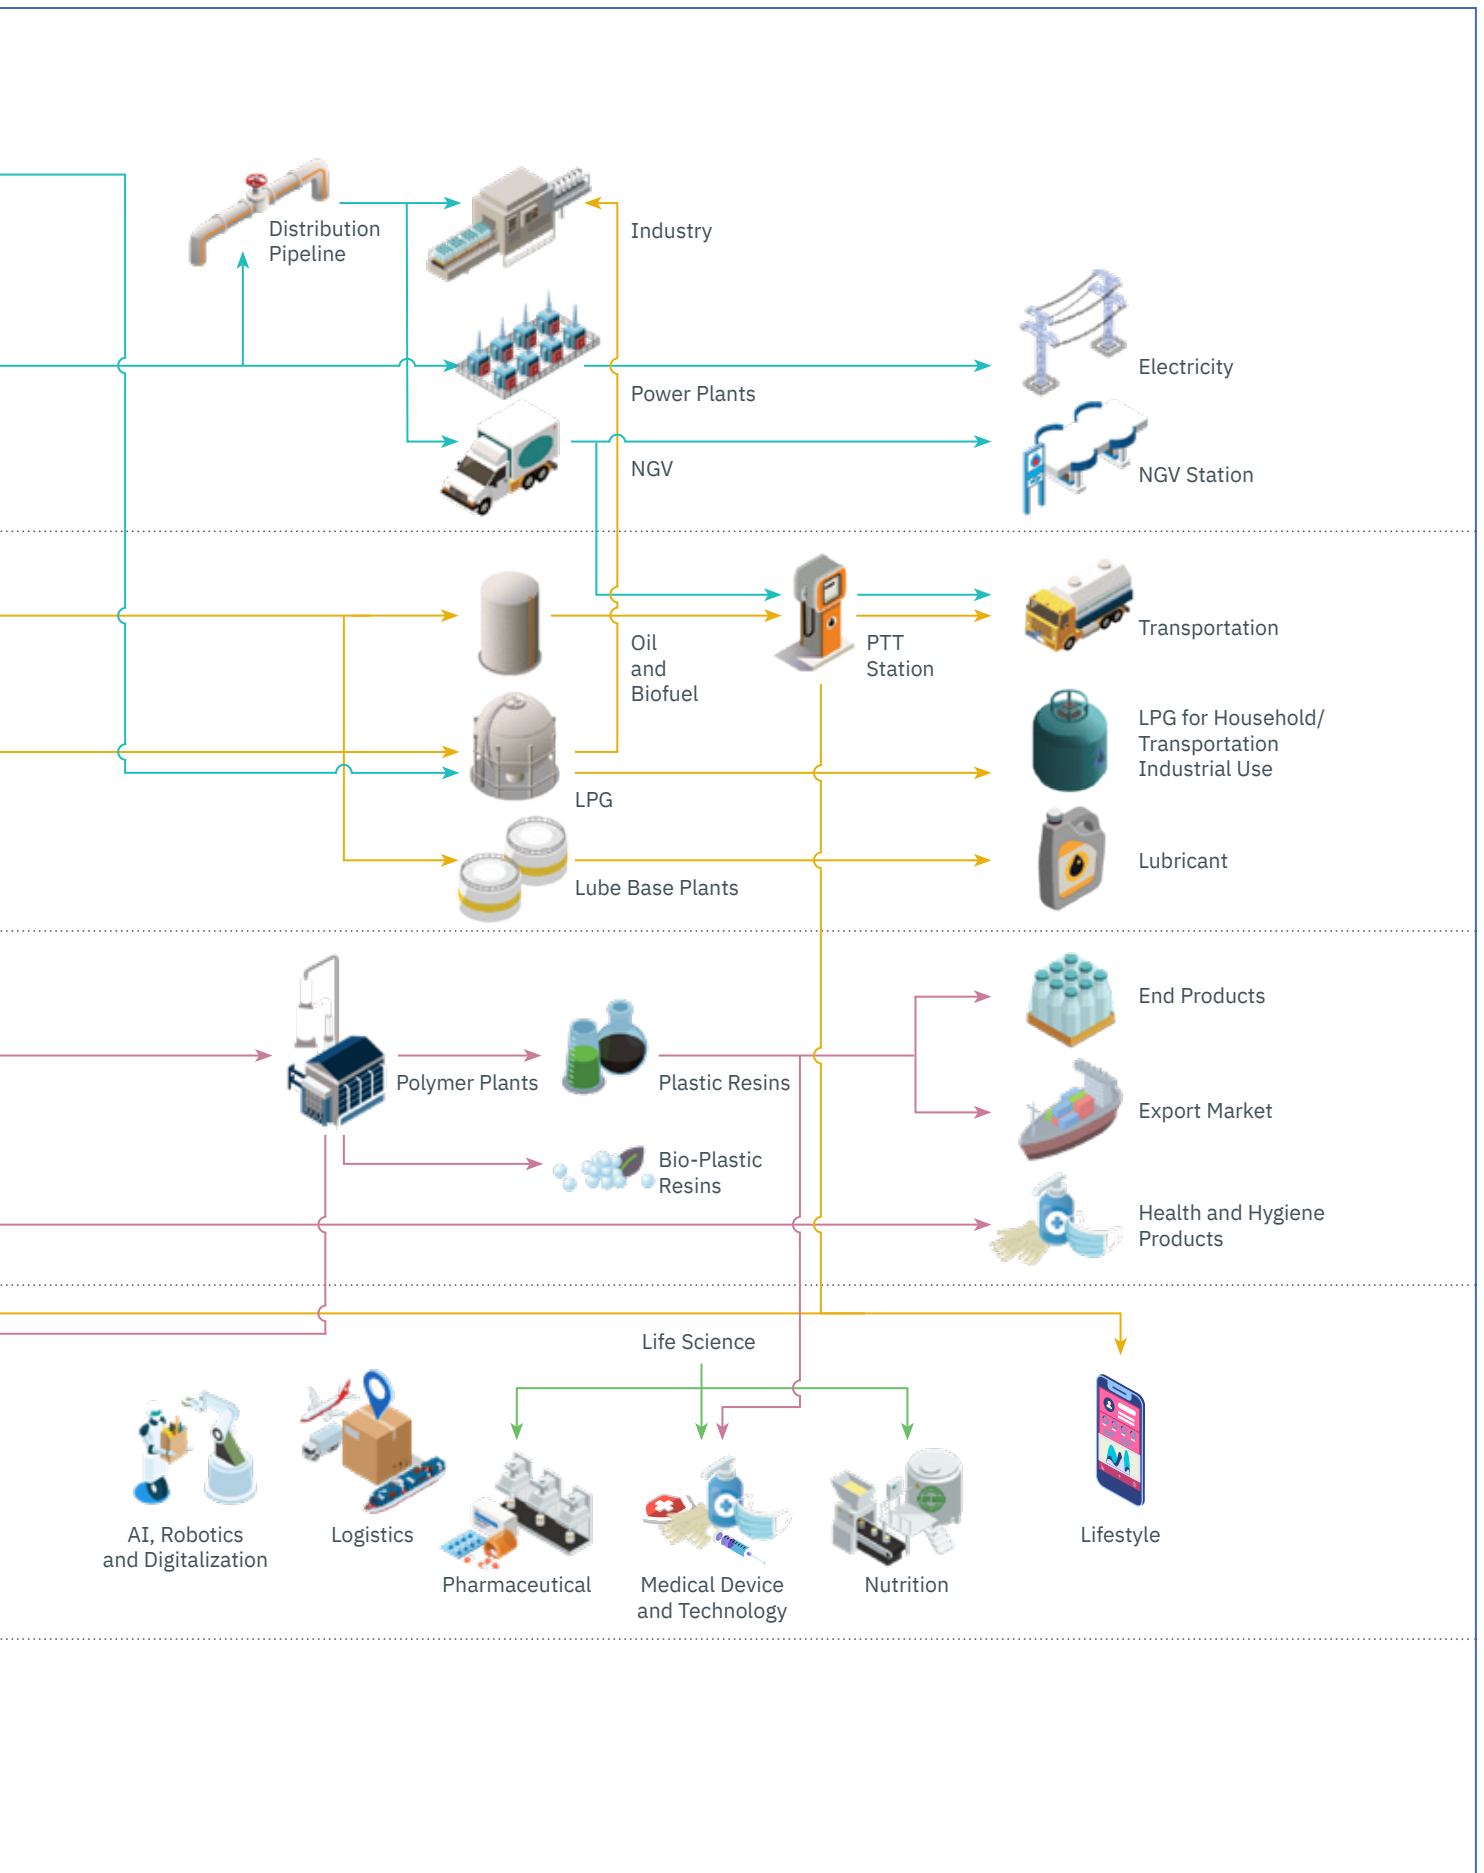 Distribution
Pipeline
Industry
Power Plants
Electricity
NGV
NGV Station
Oil
and
Biofuel
PTT
Station
Transportation
LPG for Household/
Transportation
Industrial Use
LPG
Lube Base Plants
Lubricant
Polymer Plants
Plastic Resins
End Products
Export Market
Bio-Plastic
Resins
Health and Hygiene
Products
Life Science
AI, Robotics
and Digitalization
Logistics
Pharmaceutical
Medical Device
and Technology
Nutrition
Lifestyle